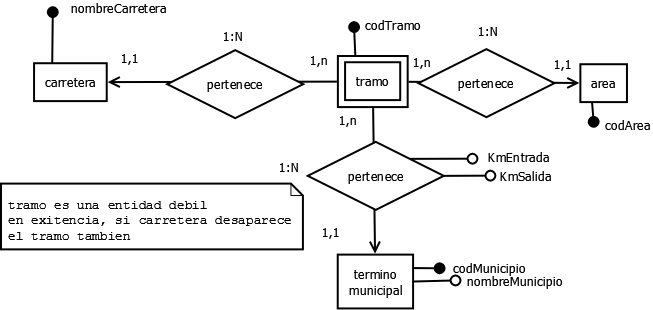 nombreCarretera
codTramo
1:N
1:N
1,1
1,n
1,n
1,1
carretera
pertenece
tramo
pertenece
area
1,n
codArea
1:N
KmEntrada
pertenece
KmSalida
tramo es una entidad debil
en exitencia, si carretera desaparece
el tramo tambien
1,1
termino
municipal
codMunicipio
nombreMunicipio